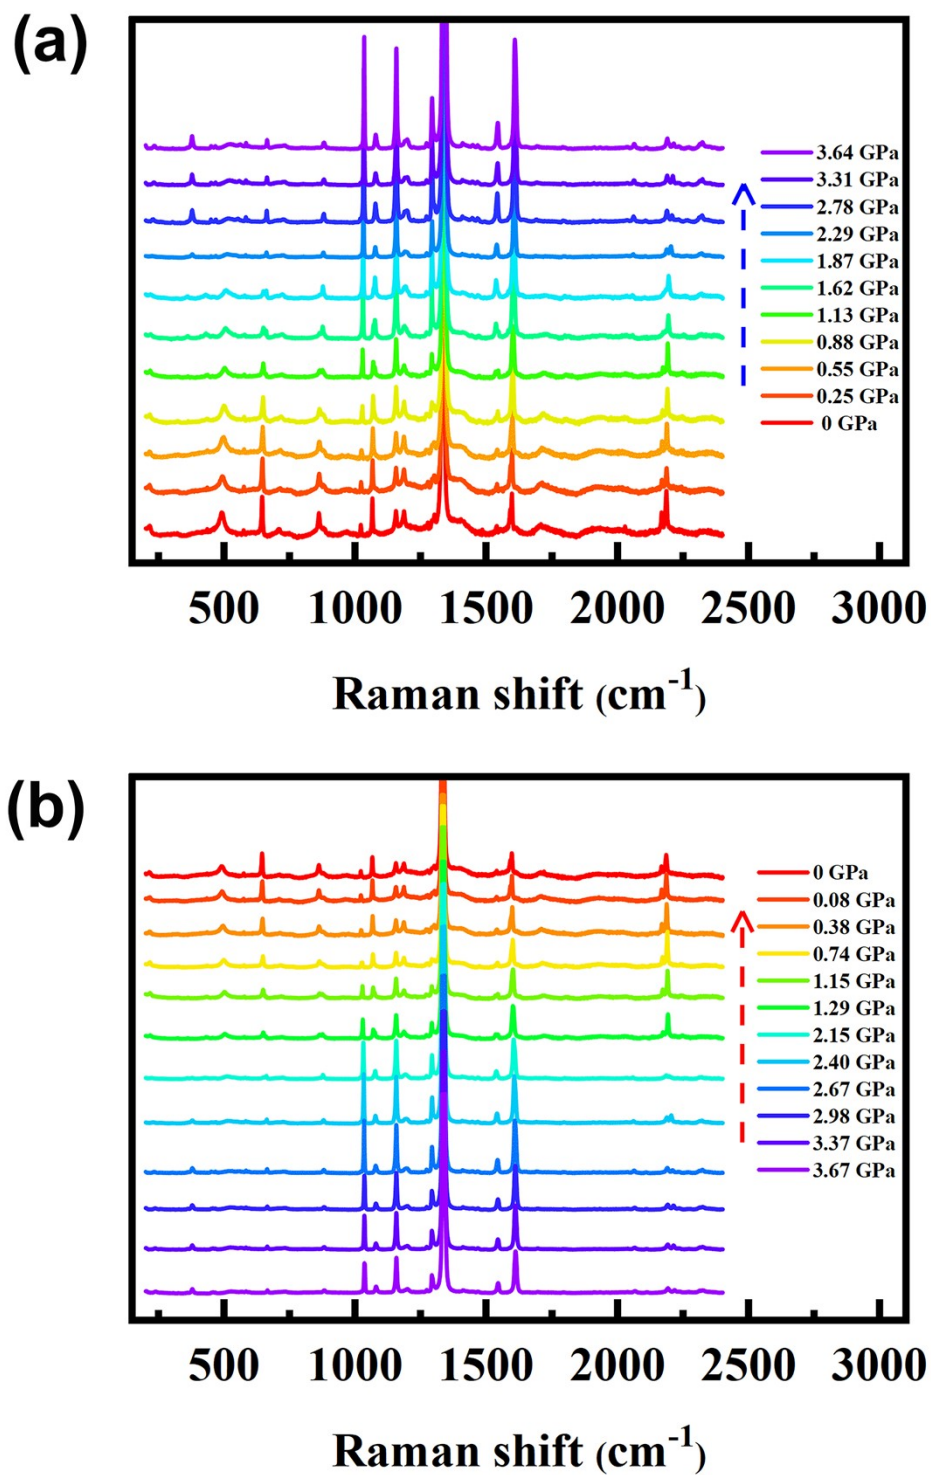 (a)
3.64 GPa
3.31 GPa
2.78 GPa
2.29 GPa
1.87 GPa
1.62 GPa
1.13 GPa
0.88 GPa
0.55 GPa
0.25 GPa
0 GPa
500 1000 1500 2000 2500 3000
Raman shift (cm⁻¹)
(b)
0 GPa
0.08 GPa
0.38 GPa
0.74 GPa
1.15 GPa
1.29 GPa
2.15 GPa
2.40 GPa
2.67 GPa
2.98 GPa
3.37 GPa
3.67 GPa
500 1000 1500 2000 2500 3000
Raman shift (cm⁻¹)